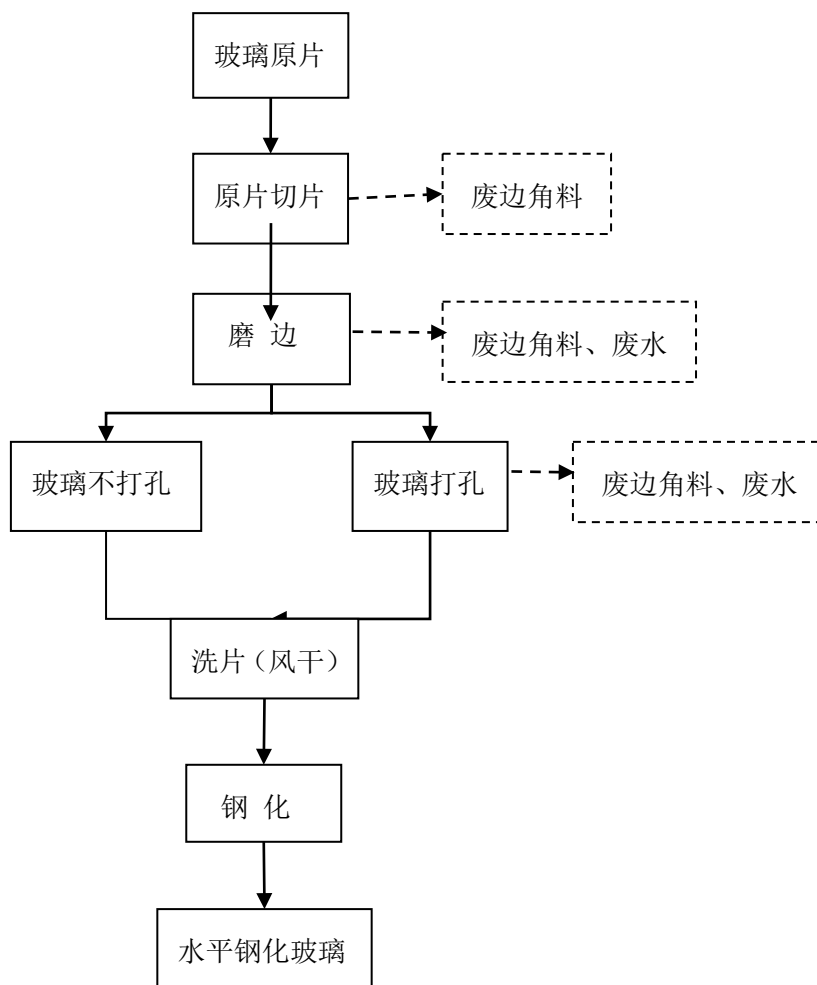 玻璃原片
原片切片
废边角料
磨 边
废边角料、废水
玻璃不打孔
玻璃打孔
废边角料、废水
洗片（风干）
钢 化
水平钢化玻璃